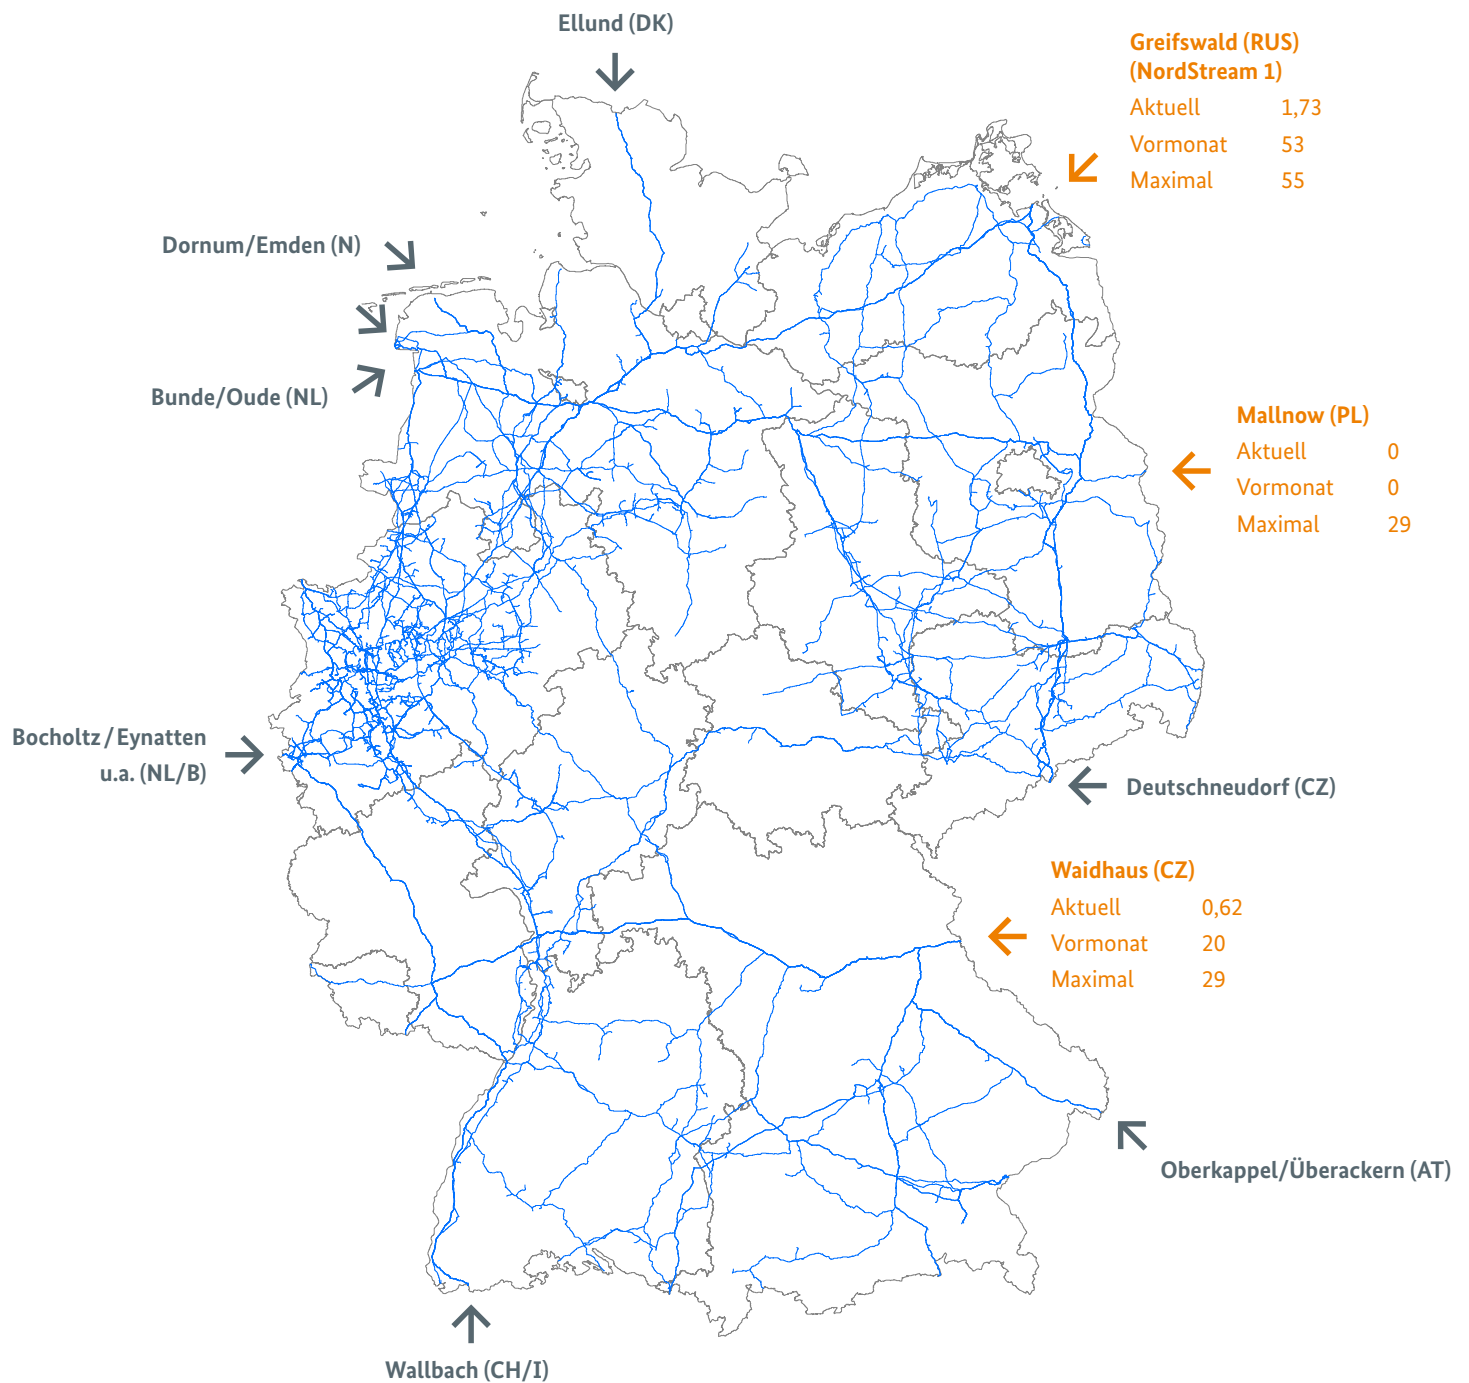 Ellund (DK)
Greifswald (RUS)
(NordStream 1)
Aktuell 1,73
Vormonat 53
Maximal 55
Dornum/Emden (N)
Bunde/Oude (NL)
Mallnow (PL)
Aktuell 0
Vormonat 0
Maximal 29
Bocholtz / Eynatten
u.a. (NL/B)
Deutschneudorf (CZ)
Waidhaus (CZ)
Aktuell 0,62
Vormonat 20
Maximal 29
Oberkappel/Überackern (AT)
Wallbach (CH/I)